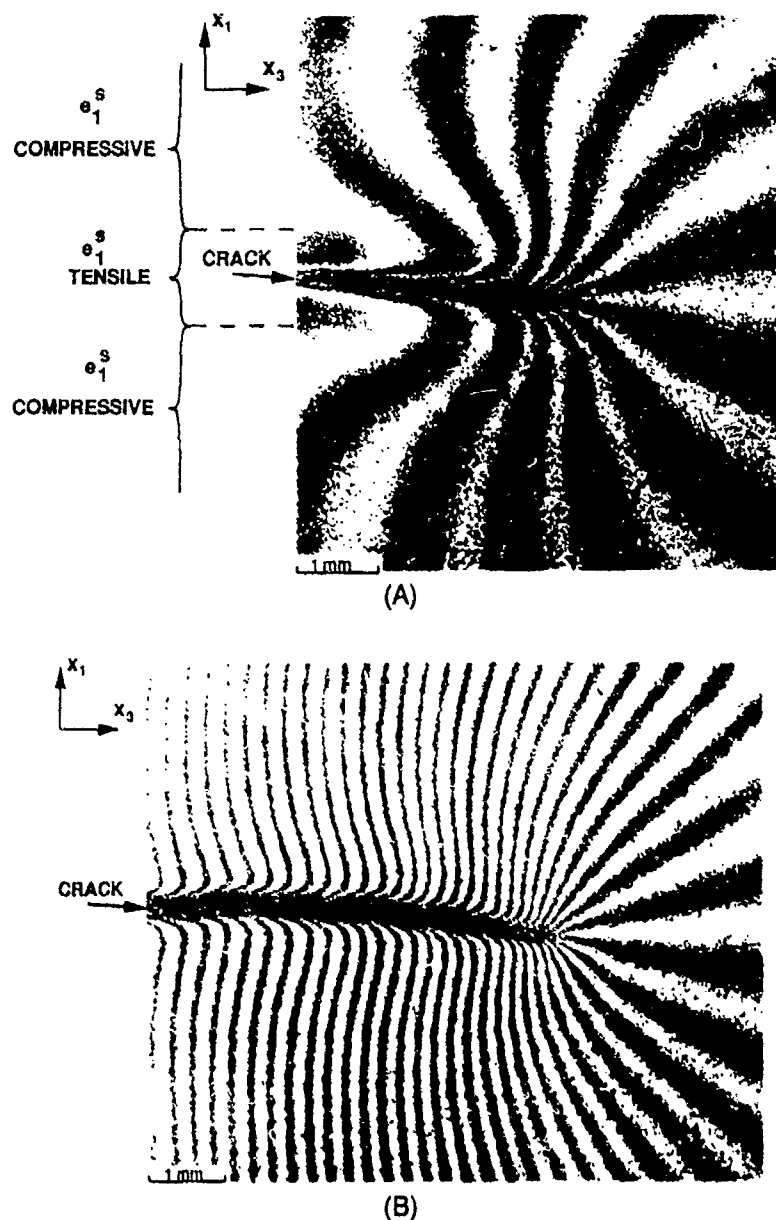 X1
X3
e1s
COMPRESSIVE
e1s
TENSILE
CRACK
e1s
COMPRESSIVE
1 mm
(A)
X1
X3
CRACK
1 mm
(B)